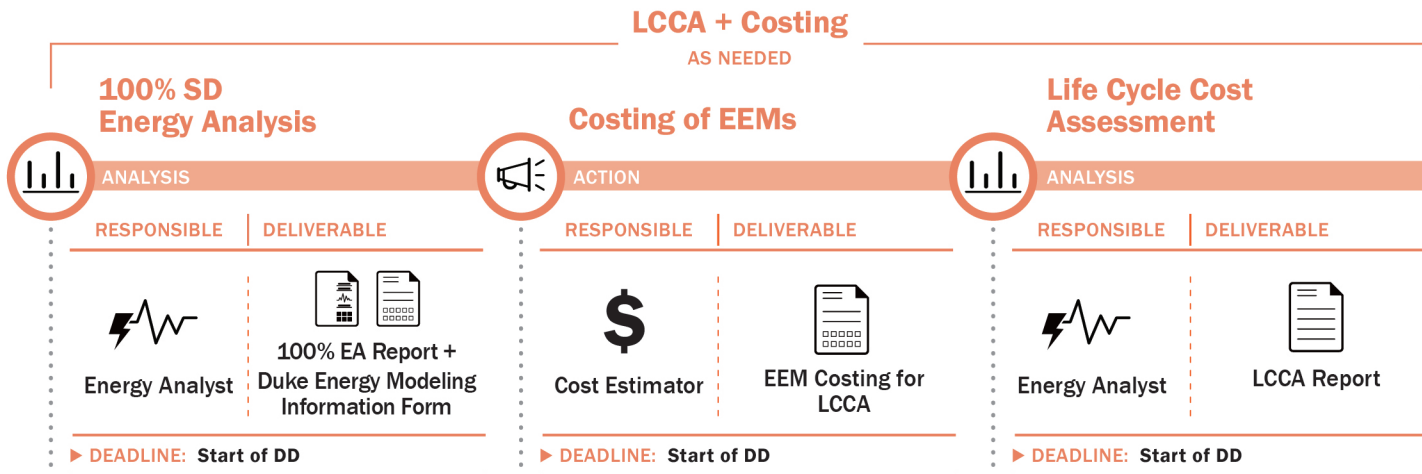 LCCA + Costing
AS NEEDED
100% SD
Energy Analysis
Costing of EEMs
Life Cycle Cost
Assessment
ANALYSIS
ACTION
ANALYSIS
RESPONSIBLE
DELIVERABLE
RESPONSIBLE
DELIVERABLE
RESPONSIBLE
DELIVERABLE
Energy Analyst
100% EA Report +
Duke Energy Modeling
Information Form
$
Cost Estimator
EEM Costing for
LCCA
Energy Analyst
LCCA Report
DEADLINE: Start of DD
DEADLINE: Start of DD
DEADLINE: Start of DD